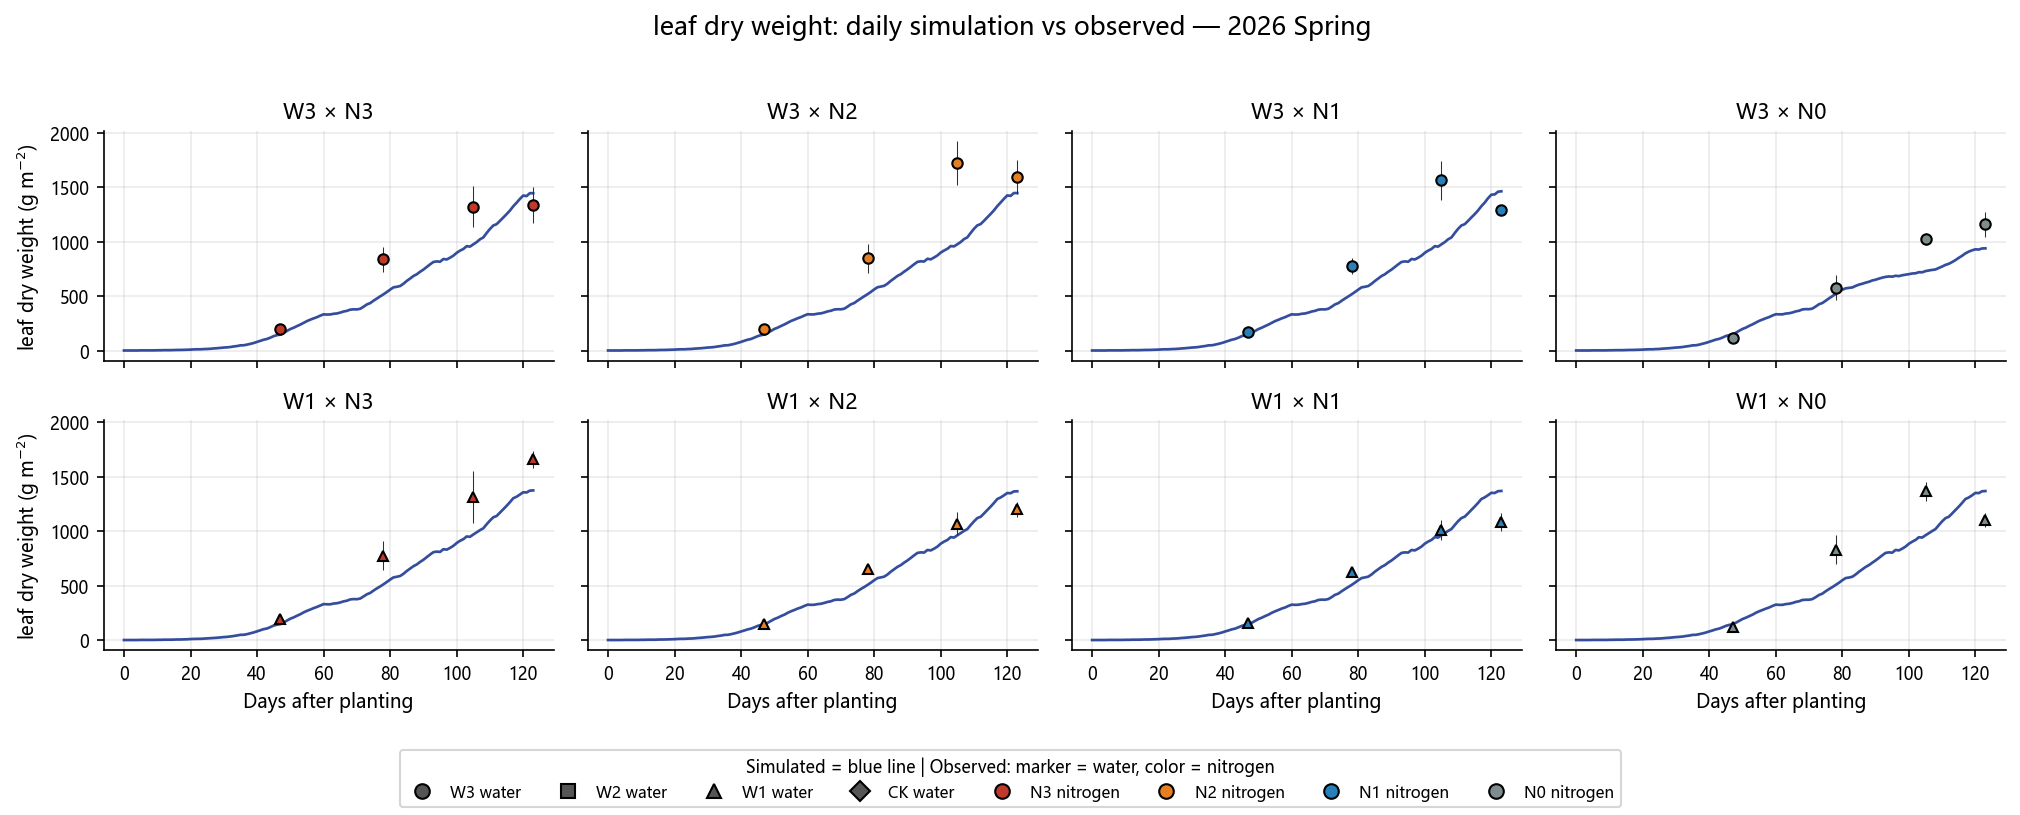 leaf dry weight: daily simulation vs observed — 2026 Spring
W3 × N3
W3 × N2
W3 × N1
W3 × N0
leaf dry weight (g m⁻²)
2000
1500
1000
500
0
W1 × N3
W1 × N2
W1 × N1
W1 × N0
leaf dry weight (g m⁻²)
2000
1500
1000
500
0
0 20 40 60 80 100 120
0 20 40 60 80 100 120
0 20 40 60 80 100 120
0 20 40 60 80 100 120
Days after planting
Days after planting
Days after planting
Days after planting
Simulated = blue line | Observed: marker = water, color = nitrogen
W3 water W2 water W1 water CK water N3 nitrogen N2 nitrogen N1 nitrogen N0 nitrogen